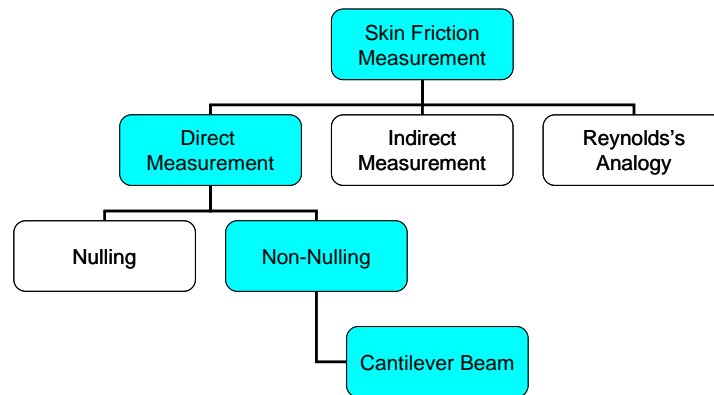 Skin Friction
Measurement
Direct
Measurement
Indirect
Measurement
Reynolds's
Analogy
Nulling
Non-Nulling
Cantilever Beam